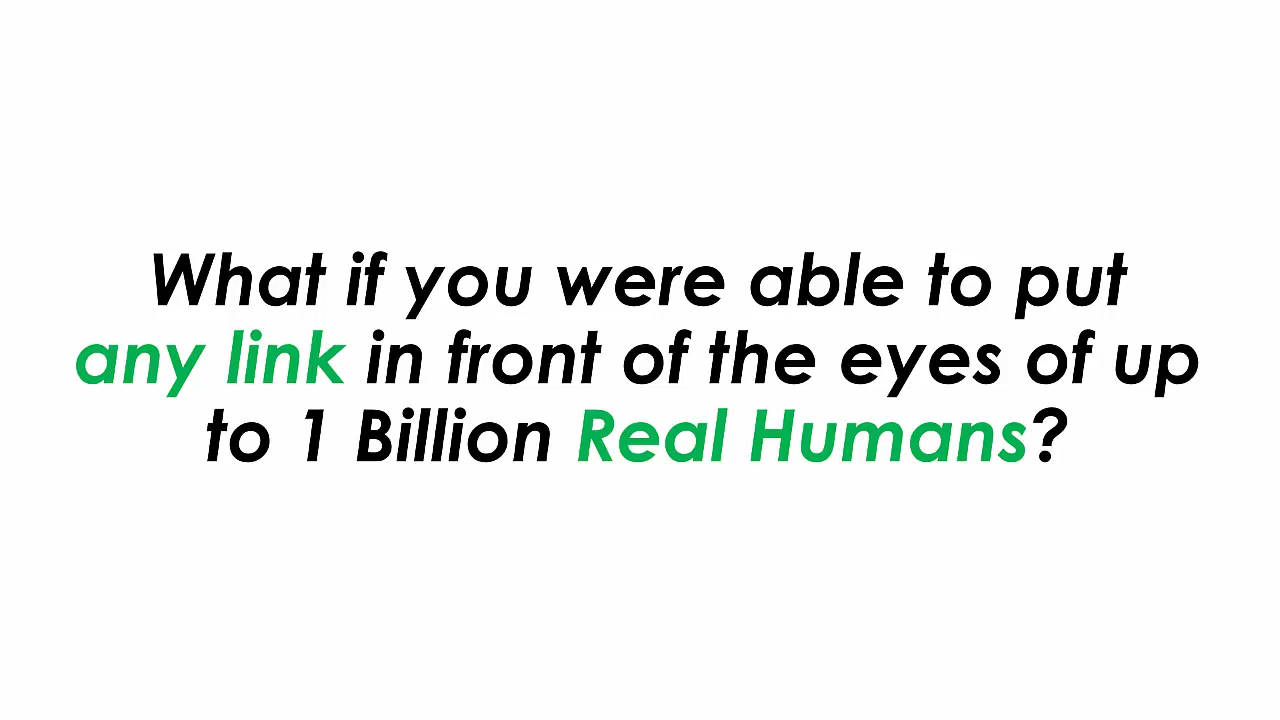 What if you were able to put
any link in front of the eyes of up
to 1 Billion Real Humans?